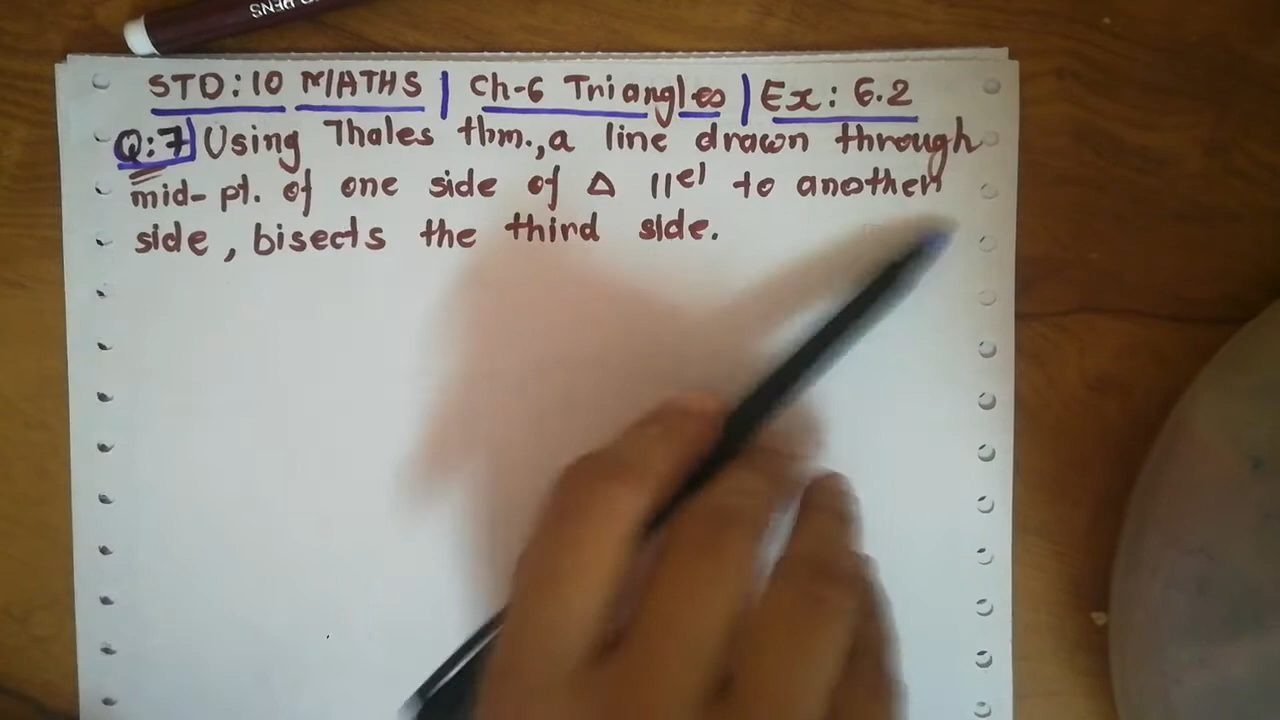 PENS
STD:10 MATHS | Ch-6 Triangles | Ex: 6.2
Q:7 Using Thales thm., a line drawn through
mid-pt. of one side of Δ ||el to another
side, bisects the third side.